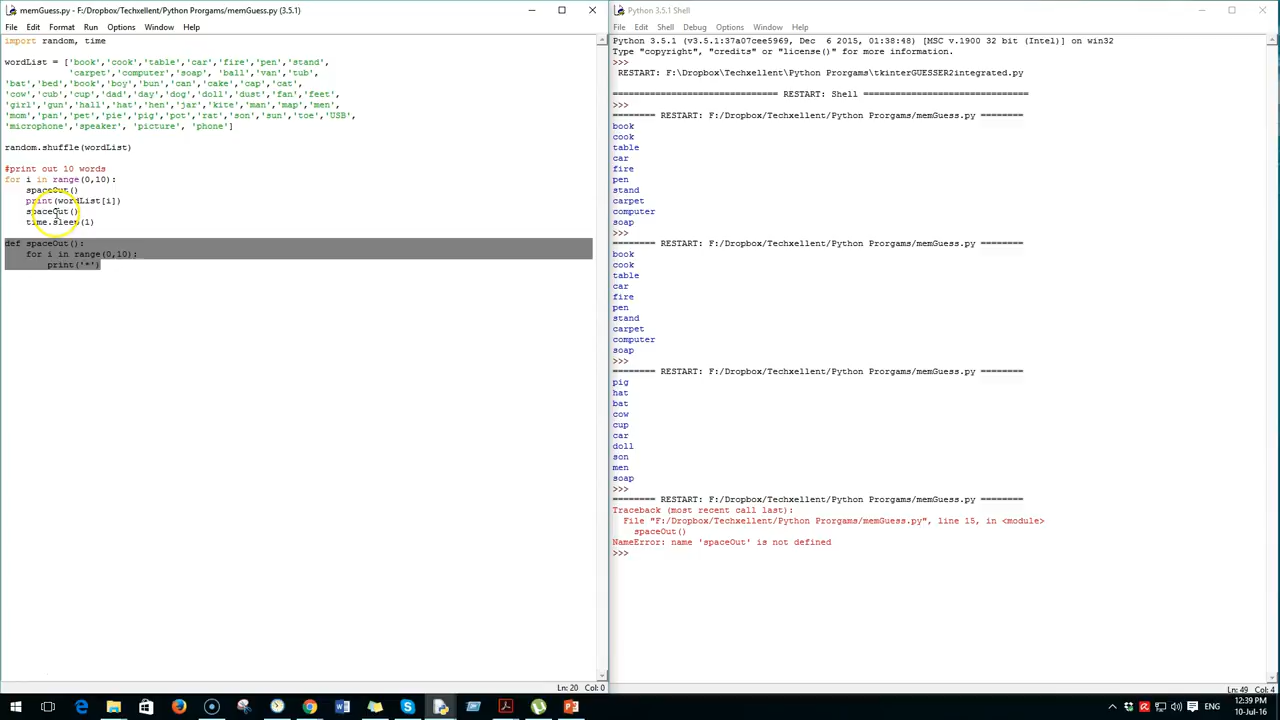 memGuess.py - F:/Dropbox/Techxellent/Python Prorgams/memGuess.py (3.5.1)
File Edit Format Run Options Window Help
import random, time
wordList = ['book','cook','table','car','fire','pen','stand',
'carpet','computer','soap', 'ball','van','tub',
'bat','bed','book','boy','bun','can','cake','cap','cat',
'cow','cub','cup','dad','day','dog','doll','dust','fan','feet',
'girl','gun','hall','hat','hen','jar','kite','man','map','men',
'mom','pan','pet','pie','pig','pot','rat','son','sun','toe','USB',
'microphone','speaker', 'picture', 'phone']
random.shuffle(wordList)
#print out 10 words
for i in range(0,10):
spaceOut()
print(wordList[i])
spaceOut()
time.sleep(1)
def spaceOut():
for i in range(0,10):
print('*')
Ln: 20 Col: 0
Python 3.5.1 Shell
File Edit Shell Debug Options Window Help
Python 3.5.1 (v3.5.1:37a07cee5969, Dec  6 2015, 01:38:48) [MSC v.1900 32 bit (Intel)] on win32
Type "copyright", "credits" or "license()" for more information.
>>>
RESTART: F:\Dropbox\Techxellent\Python Prorgams\tkinterGUESSER2integrated.py
=============================== RESTART: Shell ===============================
>>>
======== RESTART: F:/Dropbox/Techxellent/Python Prorgams/memGuess.py ========
book
cook
table
car
fire
pen
stand
carpet
computer
soap
>>>
======== RESTART: F:/Dropbox/Techxellent/Python Prorgams/memGuess.py ========
book
cook
table
car
fire
pen
stand
carpet
computer
soap
>>>
======== RESTART: F:/Dropbox/Techxellent/Python Prorgams/memGuess.py ========
pig
hat
bat
cow
cup
car
doll
son
men
soap
>>>
======== RESTART: F:/Dropbox/Techxellent/Python Prorgams/memGuess.py ========
Traceback (most recent call last):
File "F:/Dropbox/Techxellent/Python Prorgams/memGuess.py", line 15, in <module>
spaceOut()
NameError: name 'spaceOut' is not defined
>>>
Ln: 49 Col: 4
ENG
12:39 PM
10-Jul-16